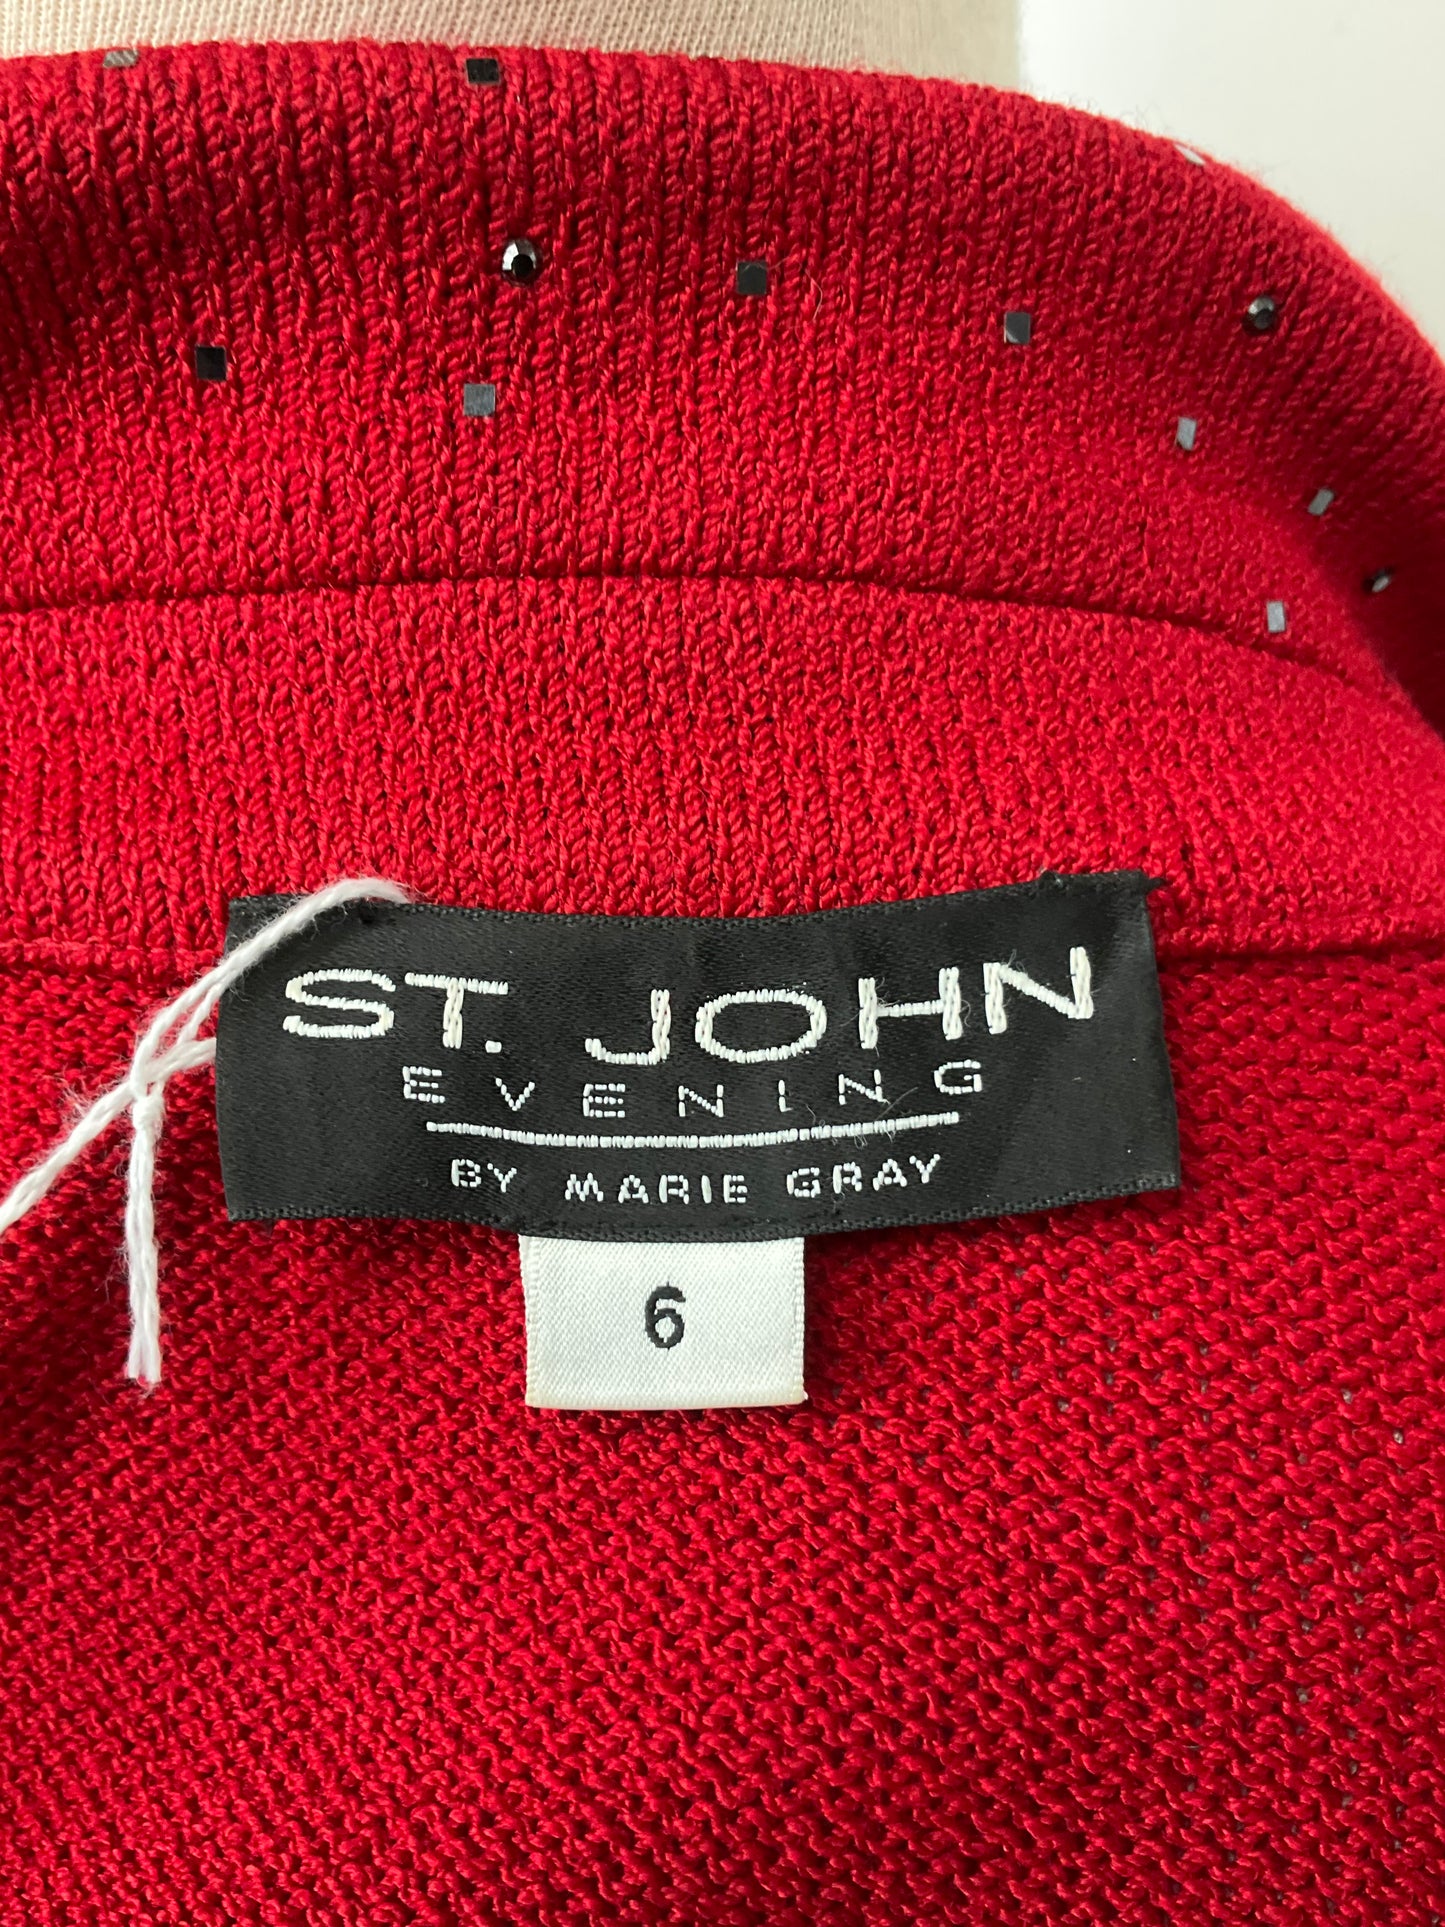 ST. JOHN
EVENING
BY MARIE GRAY
6